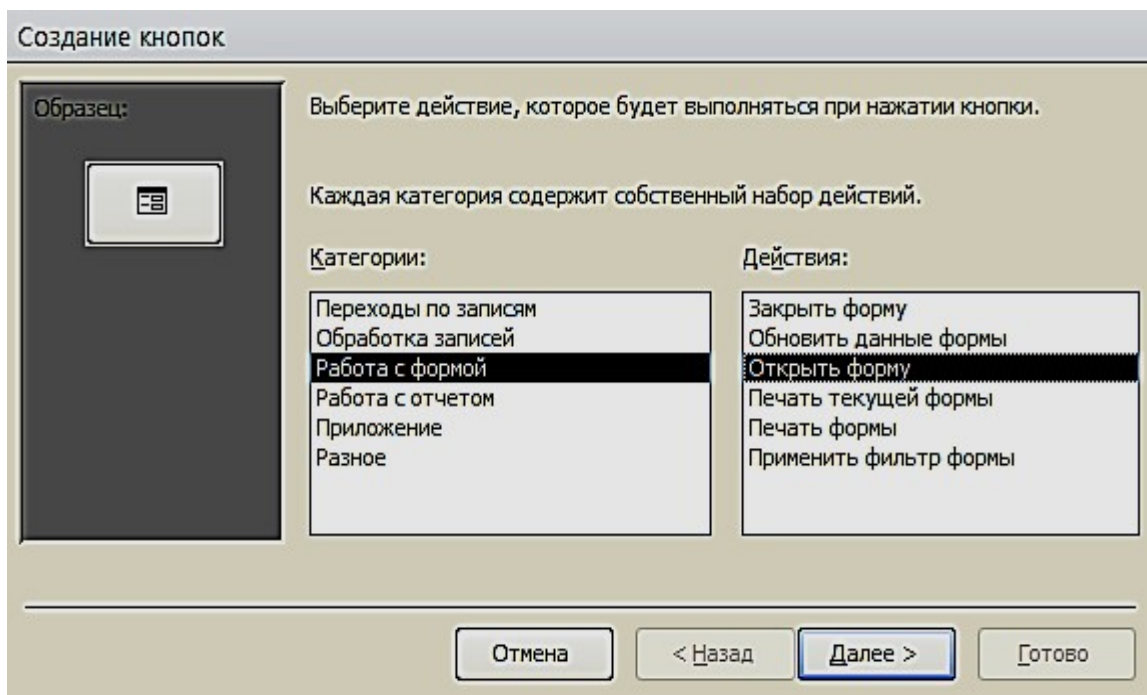 Создание кнопок
Образец:
Выберите действие, которое будет выполняться при нажатии кнопки.
Каждая категория содержит собственный набор действий.
Категории:
Переходы по записям
Обработка записей
Работа с формой
Работа с отчетом
Приложение
Разное
Действия:
Закрыть форму
Обновить данные формы
Открыть форму
Печать текущей формы
Печать формы
Применить фильтр формы
Отмена
< Назад
Далее >
Готово